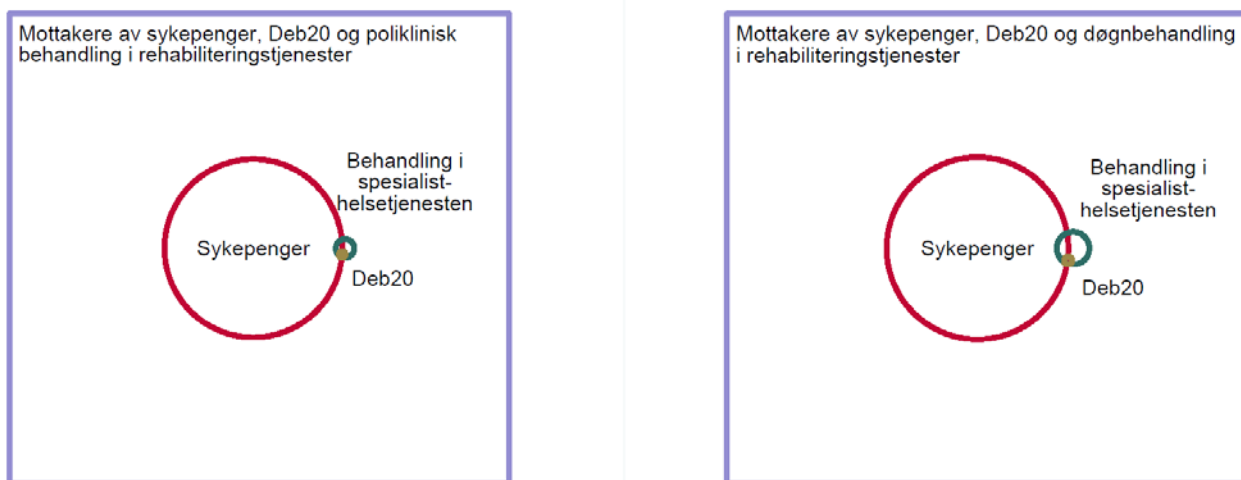 Mottakere av sykepenger, Deb20 og poliklinisk
behandling i rehabiliteringstjenester
Behandling i
spesialist-
helsetjenesten
Sykepenger
Deb20
Mottakere av sykepenger, Deb20 og døgnbehandling
i rehabiliteringstjenester
Behandling i
spesialist-
helsetjenesten
Sykepenger
Deb20